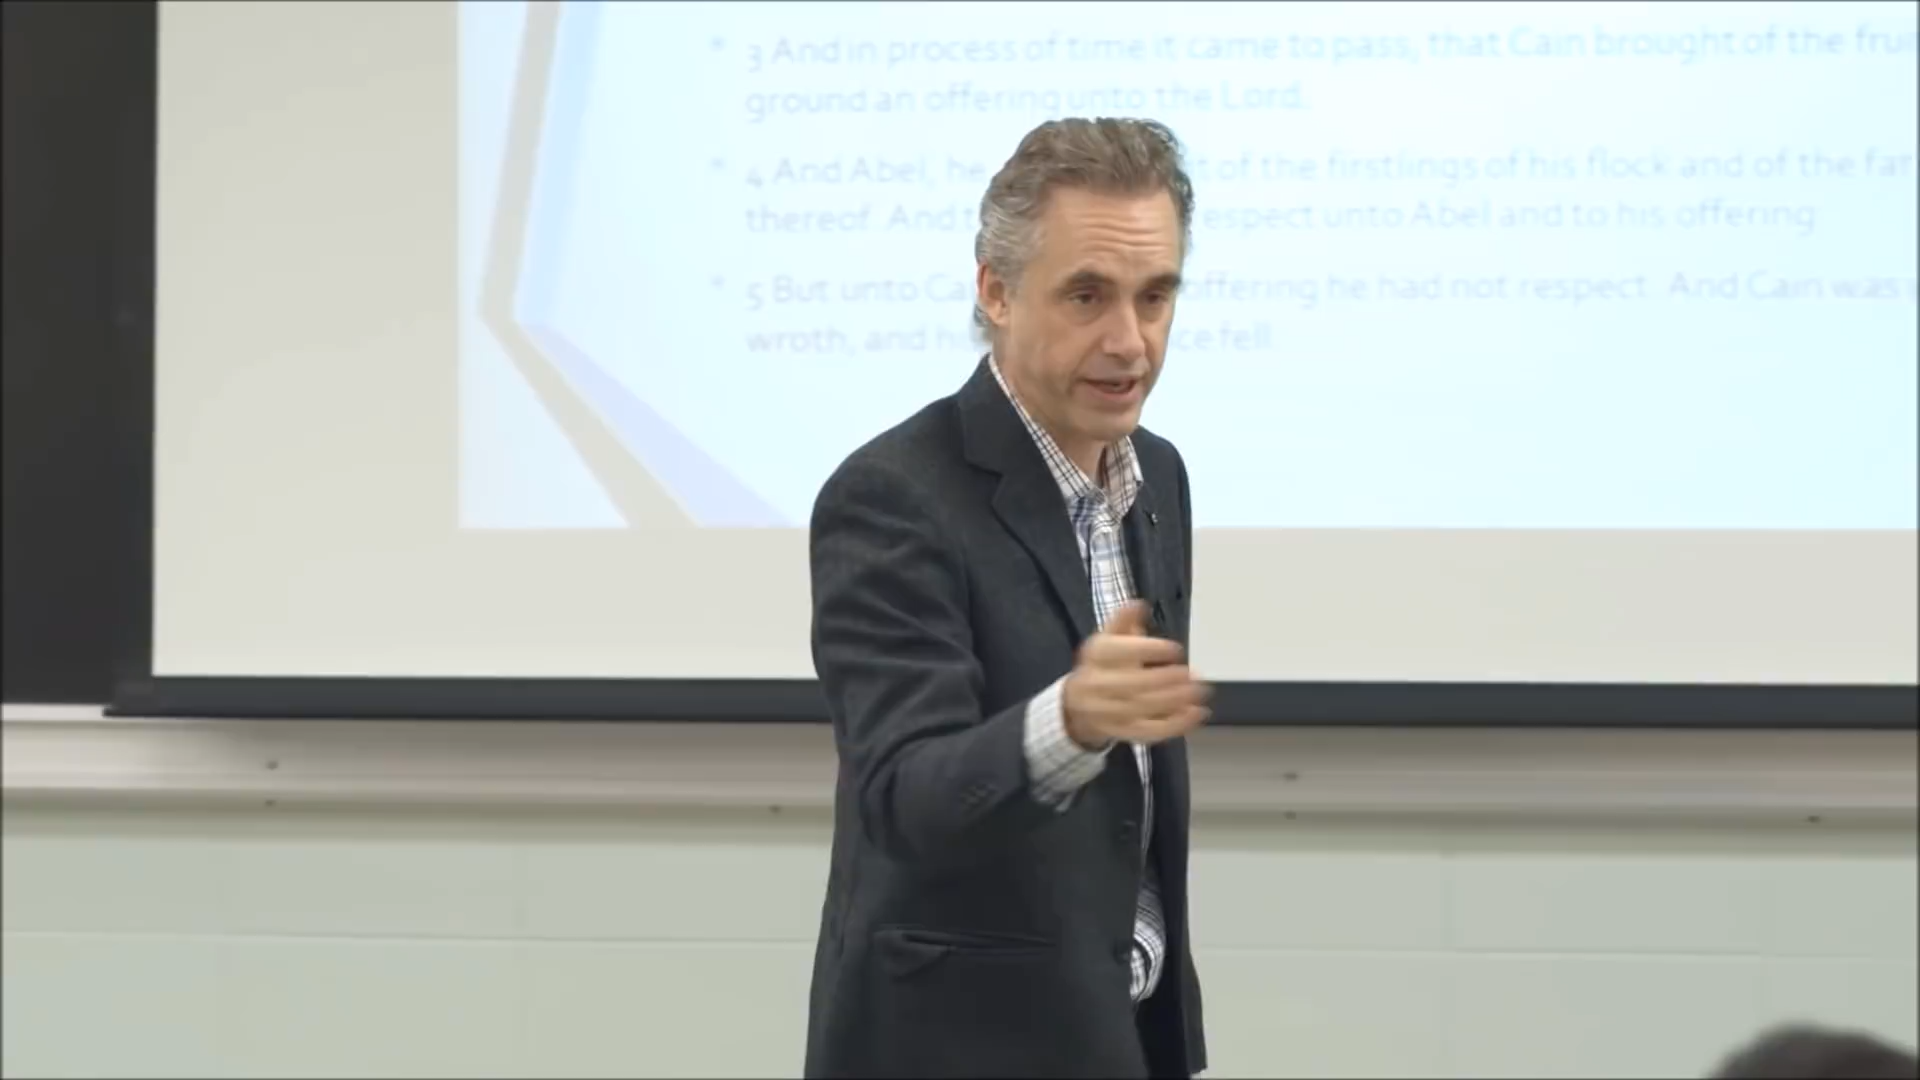 * 3 And in process of time it came to pass, that Cain brought of the
ground an offering unto the Lord.
* 4 And Abel, he of the firstlings of his flock and of the fat
thereof. And respect unto Abel and to his offering:
* 5 But unto offering he had not respect. And Cain was
wroth, and fell.